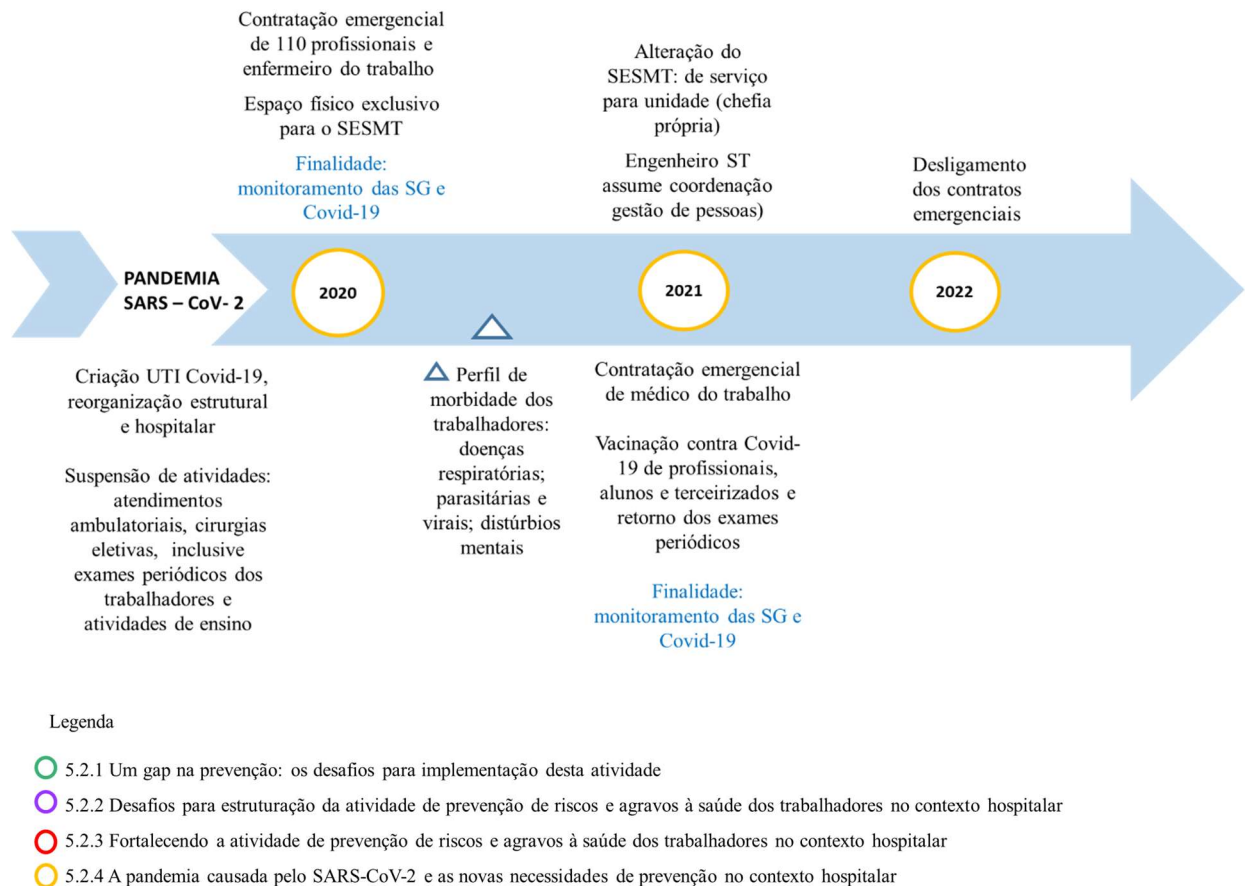 Contratação emergencial
de 110 profissionais e
enfermeiro do trabalho
Espaço físico exclusivo
para o SESMT
Finalidade:
monitoramento das SG e
Covid-19
Alteração do
SESMT: de serviço
para unidade (chefia
própria)
Engenheiro ST
assume coordenação
gestão de pessoas)
Desligamento
dos contratos
emergenciais
PANDEMIA
SARS – CoV- 2
2020
2021
2022
Criação UTI Covid-19,
reorganização estrutural
e hospitalar
Suspensão de atividades:
atendimentos
ambulatoriais, cirurgias
eletivas, inclusive
exames periódicos dos
trabalhadores e
atividades de ensino
Perfil de
morbidade dos
trabalhadores:
doenças
respiratórias;
parasitárias e
virais; distúrbios
mentais
Contratação emergencial
de médico do trabalho
Vacinação contra Covid-
19 de profissionais,
alunos e terceirizados e
retorno dos exames
periódicos
Finalidade:
monitoramento das SG e
Covid-19
Legenda
5.2.1 Um gap na prevenção: os desafios para implementação desta atividade
5.2.2 Desafios para estruturação da atividade de prevenção de riscos e agravos à saúde dos trabalhadores no contexto hospitalar
5.2.3 Fortalecendo a atividade de prevenção de riscos e agravos à saúde dos trabalhadores no contexto hospitalar
5.2.4 A pandemia causada pelo SARS-CoV-2 e as novas necessidades de prevenção no contexto hospitalar